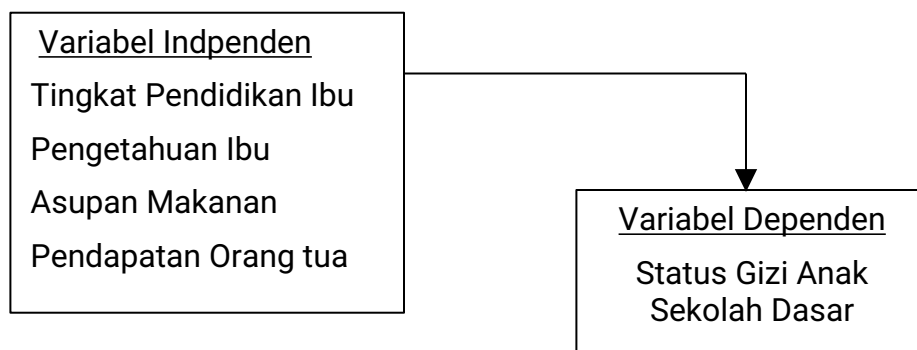 Variabel Indpenden
Tingkat Pendidikan Ibu
Pengetahuan Ibu
Asupan Makanan
Pendapatan Orang tua
Variabel Dependen
Status Gizi Anak
Sekolah Dasar